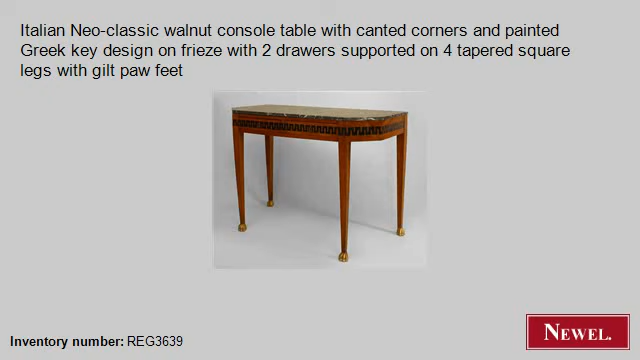 Italian Neo-classic walnut console table with canted corners and painted
Greek key design on frieze with 2 drawers supported on 4 tapered square
legs with gilt paw feet
Inventory number: REG3639
NEWEL.